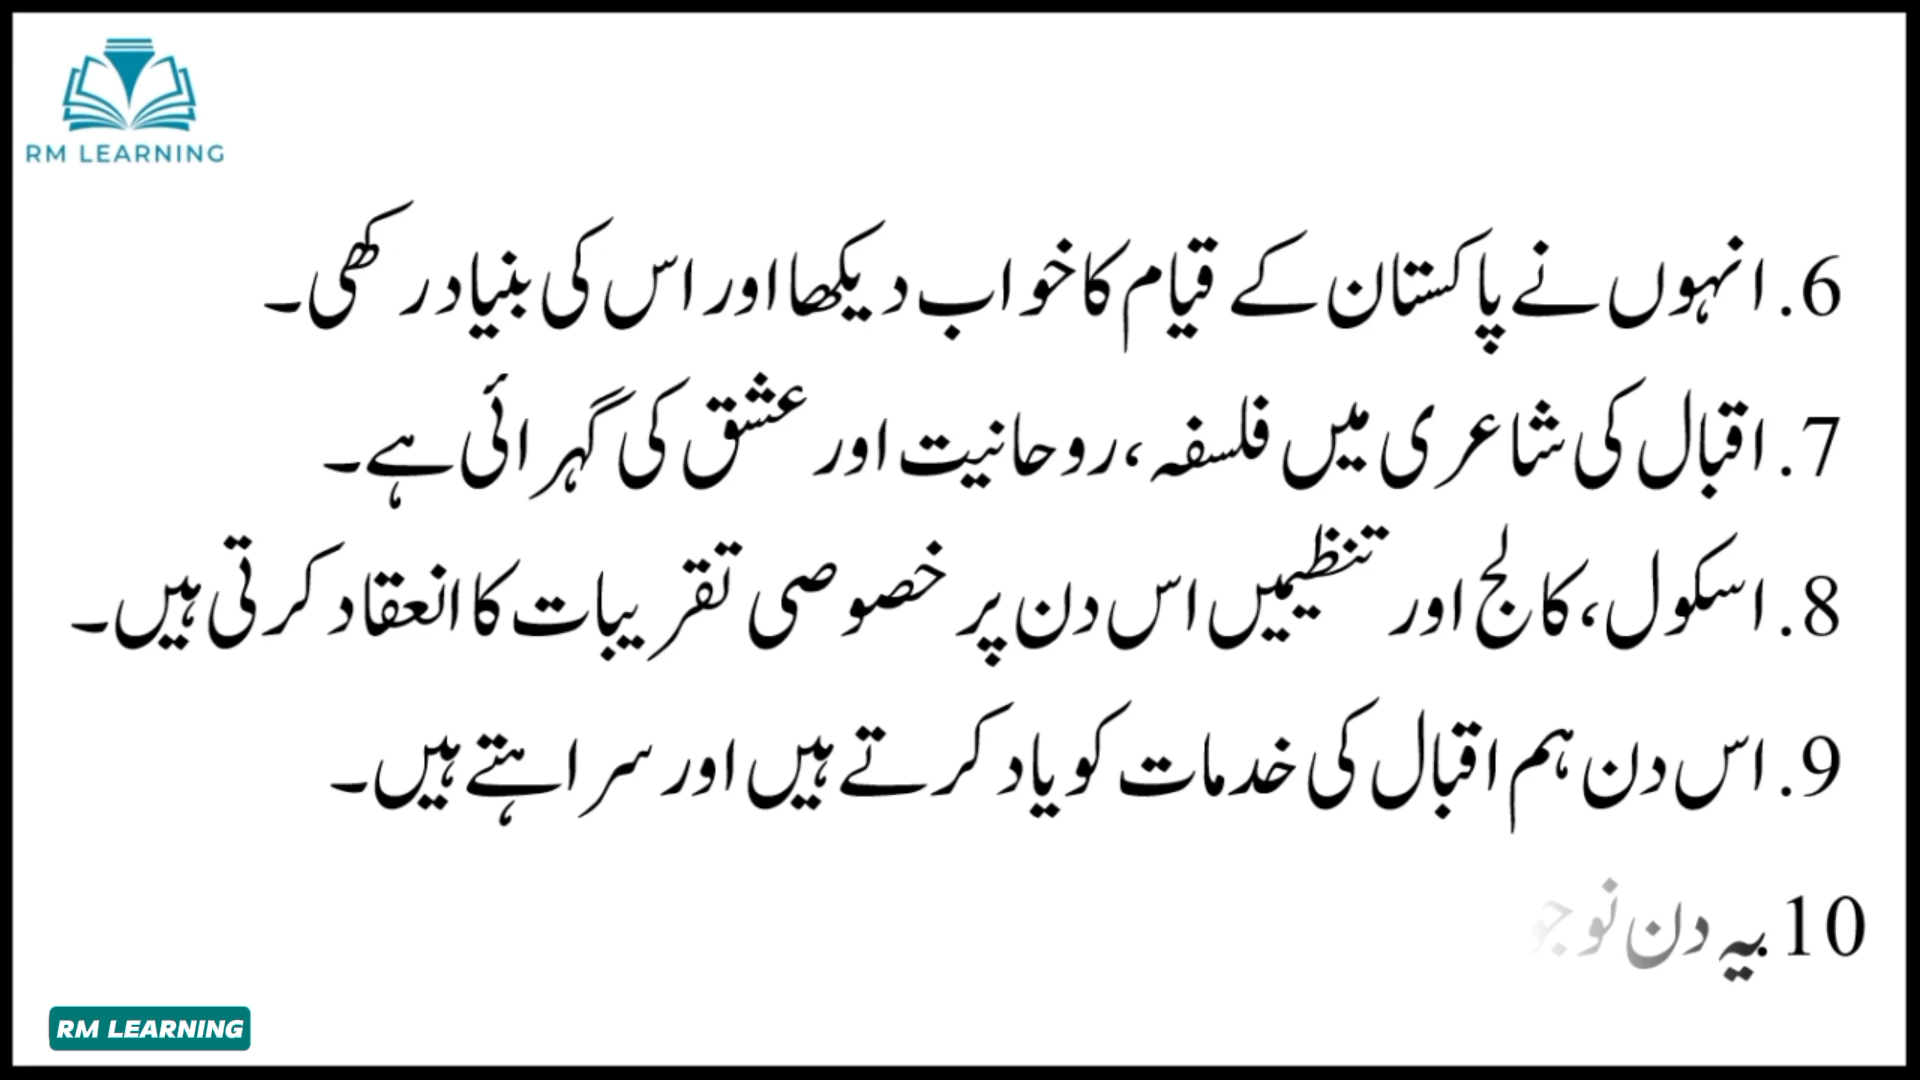 RM LEARNING
6. انہوں نے پاکستان کے قیام کا خواب دیکھا اور اس کی بنیاد رکھی۔
7. اقبال کی شاعری میں فلسفہ، روحانیت اور عشق کی گہرائی ہے۔
8. اسکول، کالج اور تنظیمیں اس دن پر خصوصی تقریبات کا انعقاد کرتی ہیں۔
9. اس دن ہم اقبال کی خدمات کو یاد کرتے ہیں اور سراہتے ہیں۔
10 یہ دن
RM LEARNING